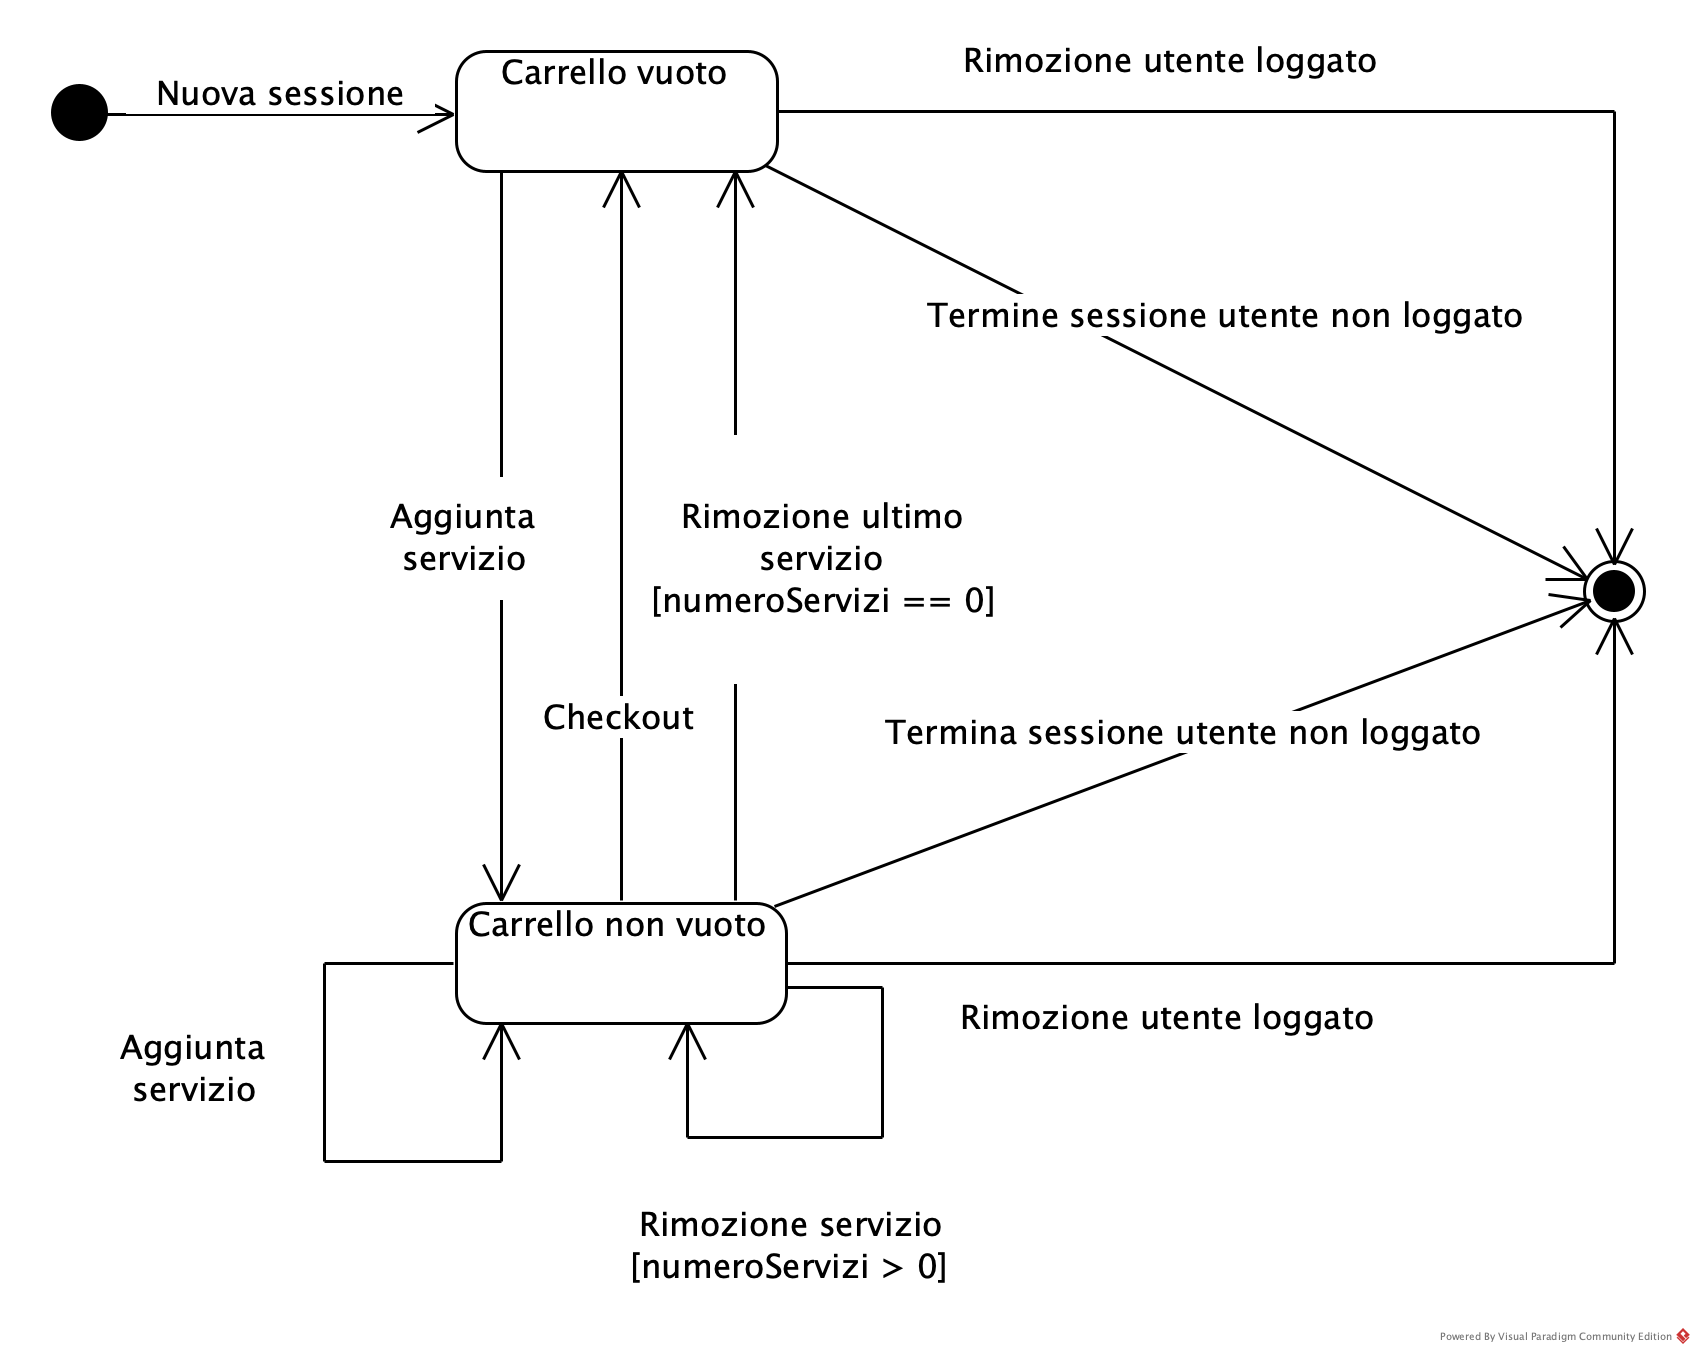 Rimozione utente loggato
Carrello vuoto
Nuova sessione
Termine sessione utente non loggato
Aggiunta
servizio
Rimozione ultimo
servizio
[numeroServizi == 0]
Checkout
Termina sessione utente non loggato
Carrello non vuoto
Rimozione utente loggato
Aggiunta
servizio
Rimozione servizio
[numeroServizi > 0]
Powered By Visual Paradigm Community Edition